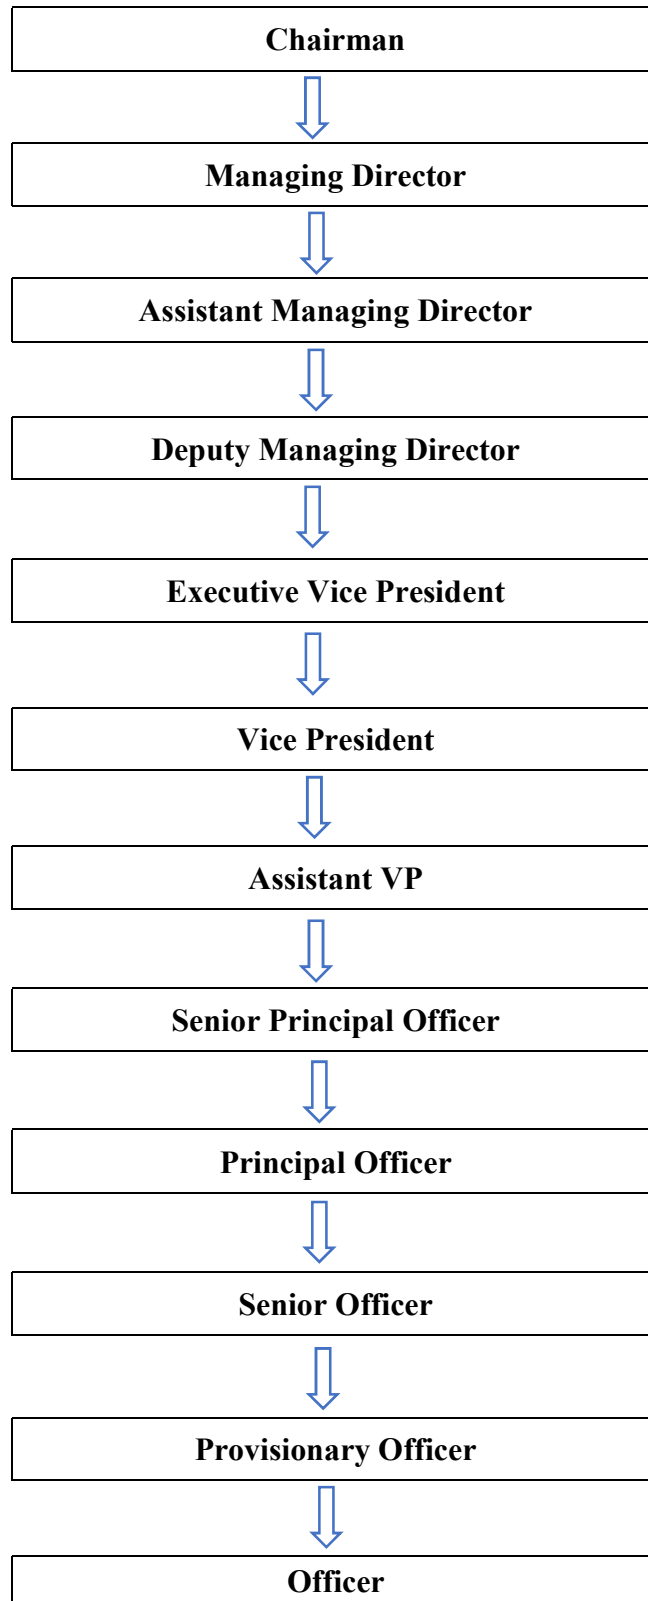 Chairman
Managing Director
Assistant Managing Director
Deputy Managing Director
Executive Vice President
Vice President
Assistant VP
Senior Principal Officer
Principal Officer
Senior Officer
Provisionary Officer
Officer